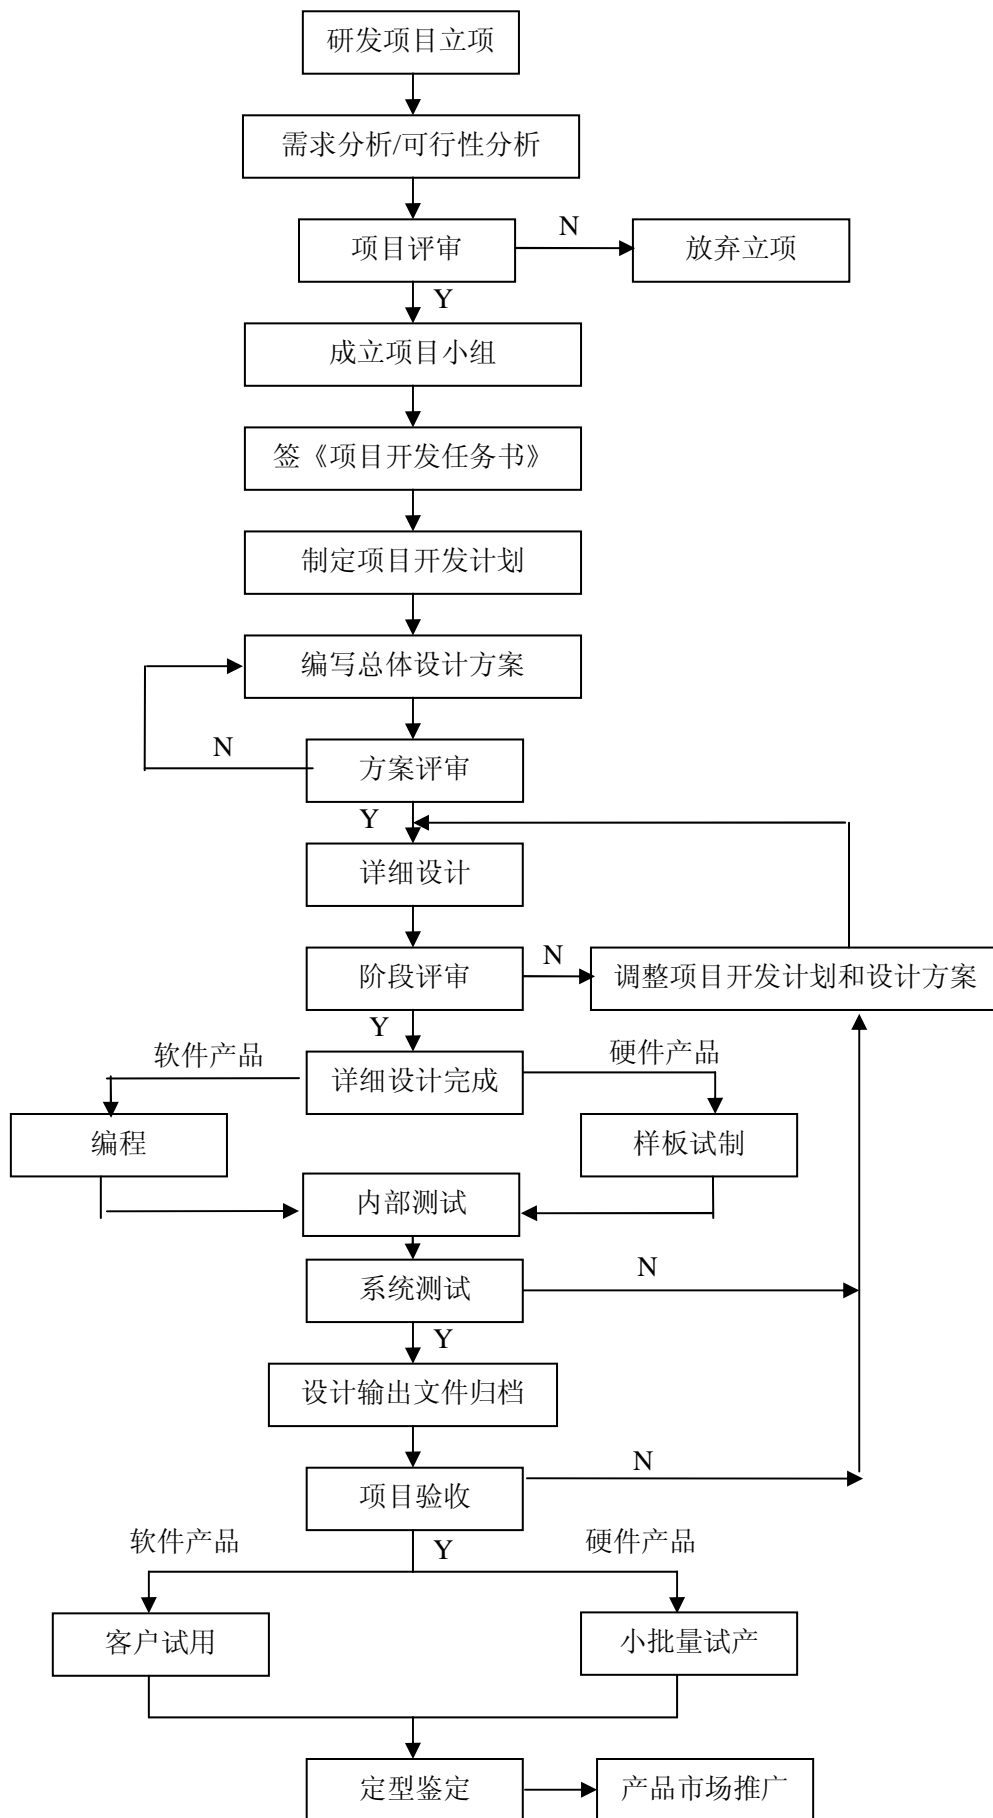 研发项目立项
需求分析/可行性分析
项目评审
N
放弃立项
Y
成立项目小组
签《项目开发任务书》
制定项目开发计划
编写总体设计方案
N
方案评审
Y
详细设计
阶段评审
N
调整项目开发计划和设计方案
Y
软件产品
硬件产品
详细设计完成
编程
样板试制
内部测试
系统测试
N
Y
设计输出文件归档
N
项目验收
软件产品
Y
硬件产品
客户试用
小批量试产
定型鉴定
产品市场推广